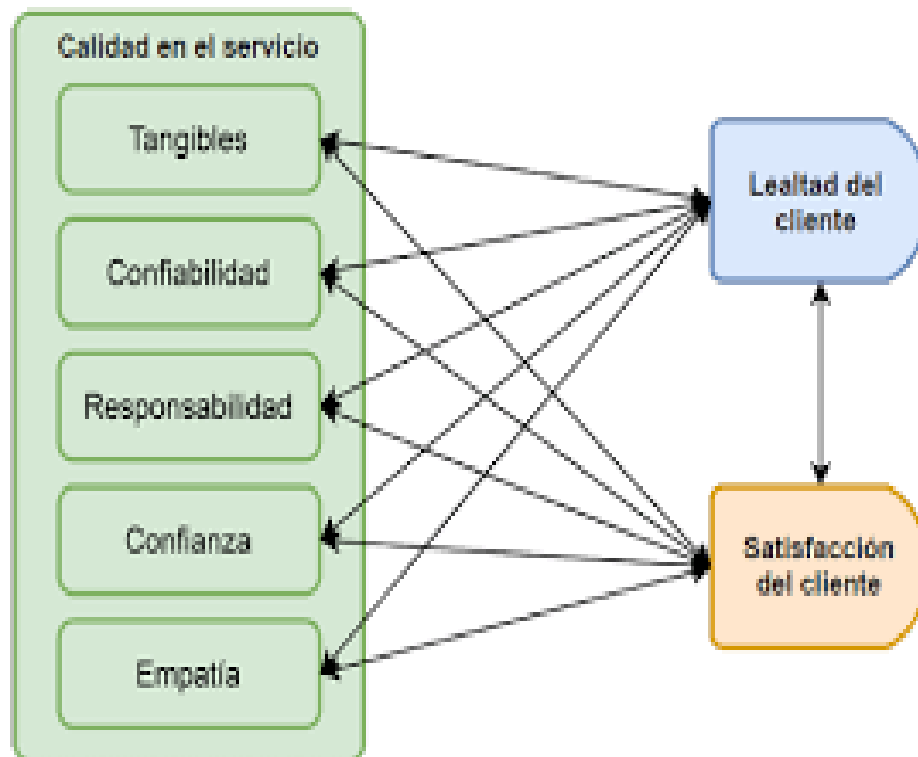 Calidad en el servicio
Tangibles
Confiabilidad
Responsabilidad
Confianza
Empatía
Lealtad del
cliente
Satisfacción
del cliente